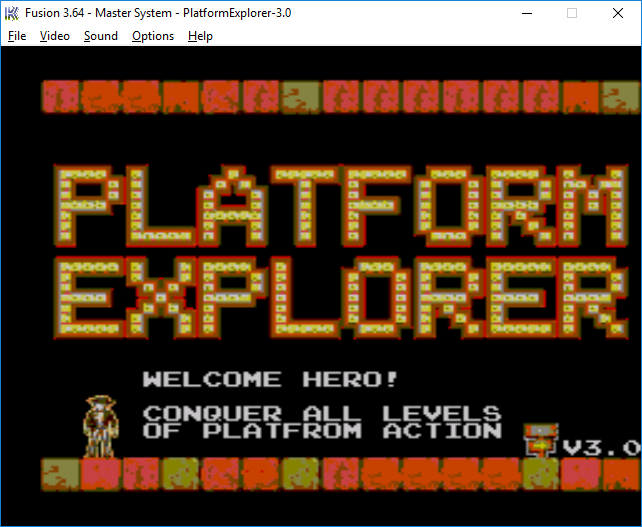 Fusion 3.64 - Master System - PlatformExplorer-3.0
File Video Sound Options Help
PLATFORM
EXPLORER
WELCOME HERO!
CONQUER ALL LEVELS
OF PLATFROM ACTION
V3.0